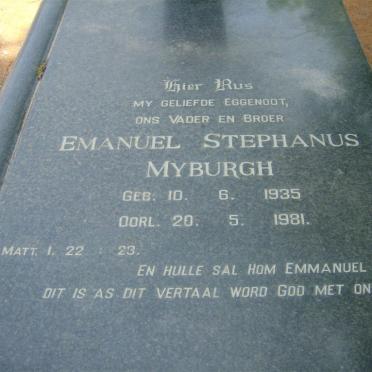 Hier Rus
MY GELIEFDE EGGENOOT,
ONS VADER EN BROER
EMANUEL STEPHANUS
MYBURGH
GEB. 10. 6. 1935
OORL. 20. 5. 1981.
MATT. 1. 22 : 23.
EN HULLE SAL HOM EMMANUEL
DIT IS AS DIT VERTAAL WORD GOD MET ON